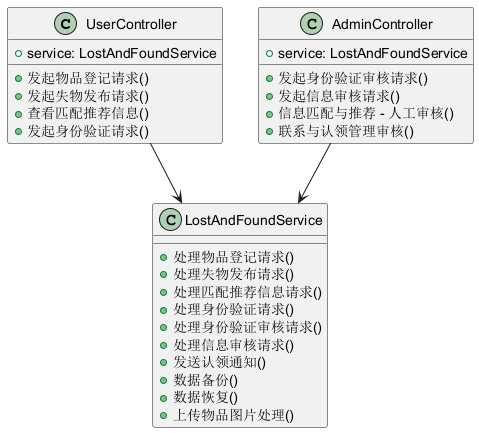 C UserController
service: LostAndFoundService
发起物品登记请求()
发起失物发布请求()
查看匹配推荐信息()
发起身份验证请求()
C AdminController
service: LostAndFoundService
发起身份验证审核请求()
发起信息审核请求()
信息匹配与推荐 - 人工审核()
联系与认领管理审核()
C LostAndFoundService
处理物品登记请求()
处理失物发布请求()
处理匹配推荐信息请求()
处理身份验证请求()
处理身份验证审核请求()
处理信息审核请求()
发送认领通知()
数据备份()
数据恢复()
上传物品图片处理()